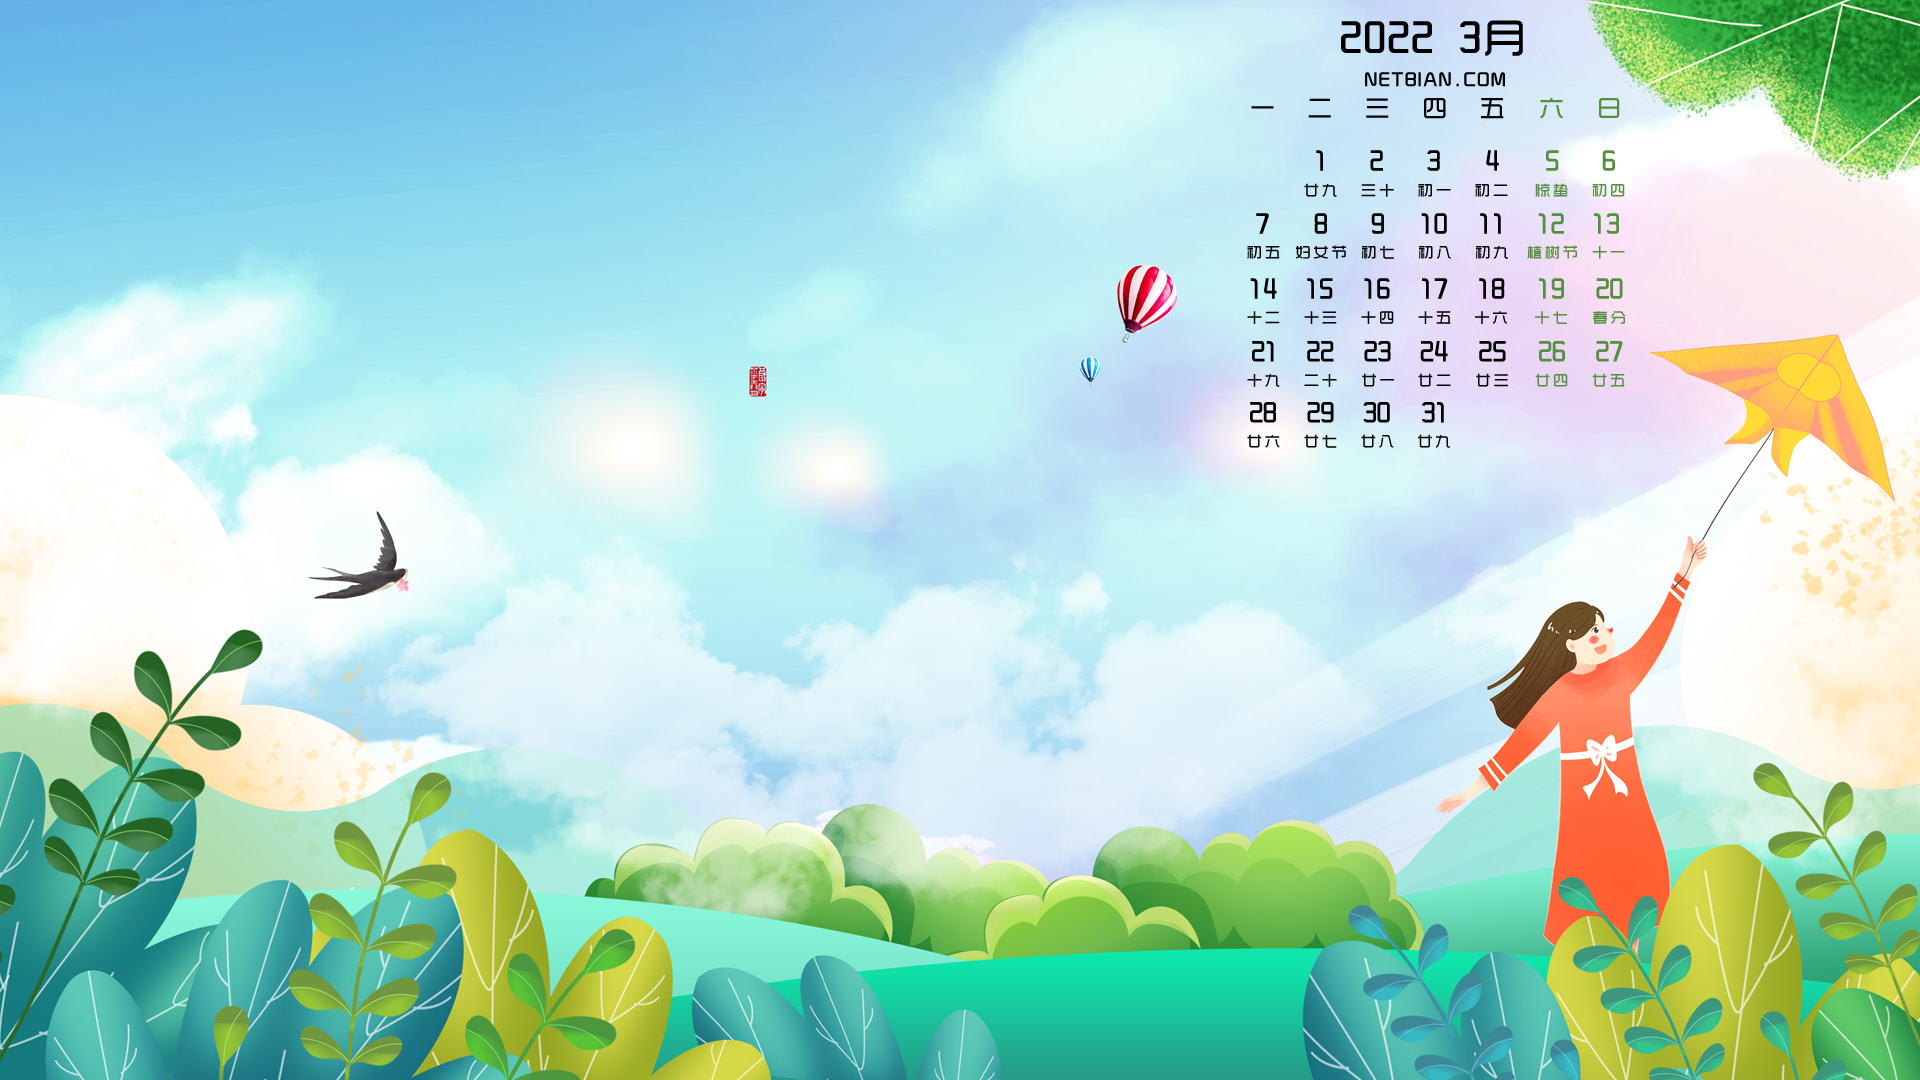 2022 3月
NETBIAN.COM
一 二 三 四 五 六 日
1 2 3 4 5 6
廿九 三十 初一 初二 惊蛰 初四
7 8 9 10 11 12 13
初五 妇女节 初七 初八 初九 植树节 十一
14 15 16 17 18 19 20
十二 十三 十四 十五 十六 十七 春分
21 22 23 24 25 26 27
十九 二十 廿一 廿二 廿三 廿四 廿五
28 29 30 31
廿六 廿七 廿八 廿九